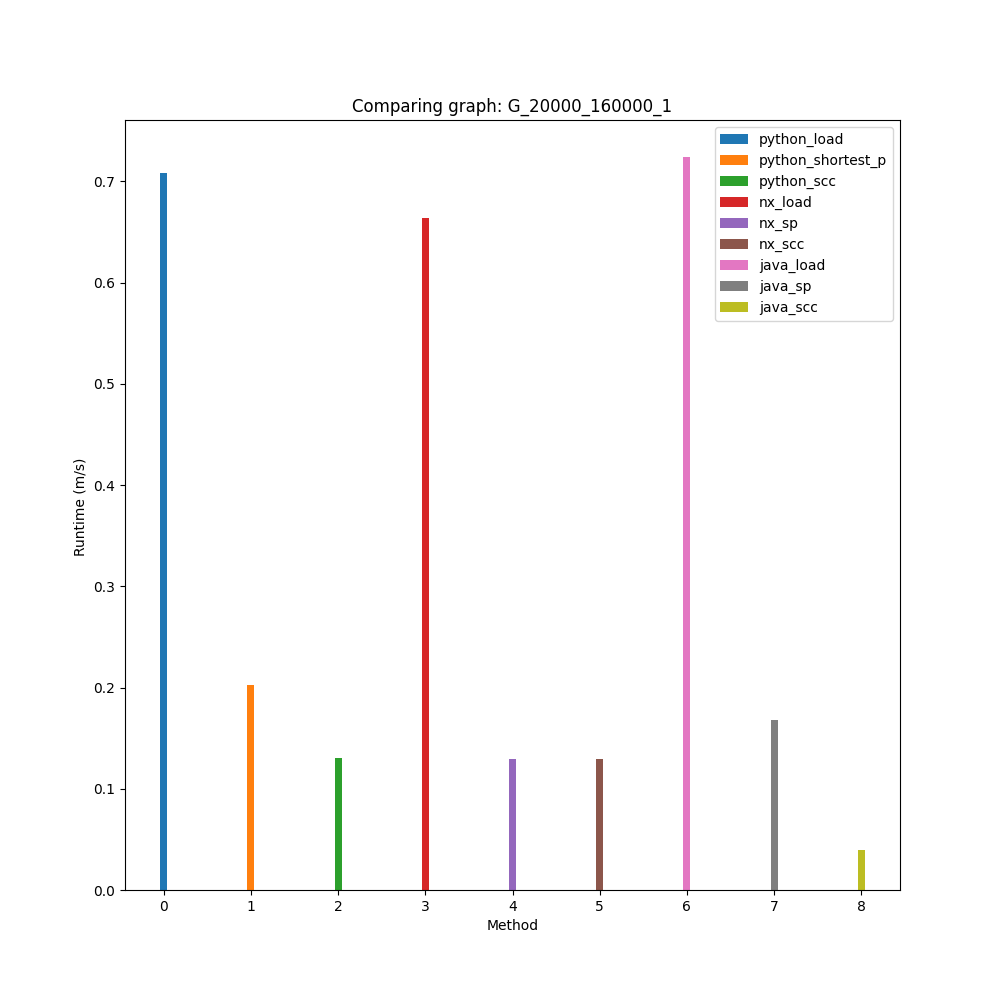 Comparing graph: G_20000_160000_1
python_load
python_shortest_p
python_scc
nx_load
nx_sp
nx_scc
java_load
java_sp
java_scc
Runtime (m/s)
0.7
0.6
0.5
0.4
0.3
0.2
0.1
0.0
0 1 2 3 4 5 6 7 8
Method